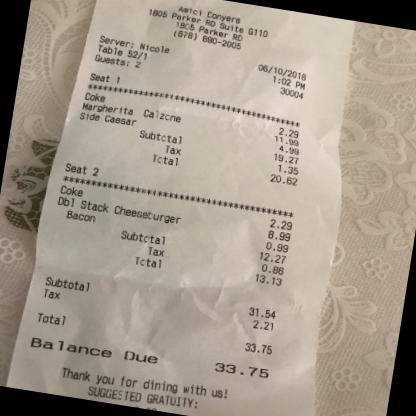 Amici Conyers
1805 Parker RD Suite G110
1805 Parker RD
(678) 690-2005
Server: Nicole 06/10/2018
Table 52/1 1:02 PM
Guests: 2 30004
Seat 1
****************************************
Coke 2.29
Margherita Calzone 11.99
Side Caesar 4.99
Subtotal 19.27
Tax 1.35
Total 20.62
Seat 2
****************************************
Coke 2.29
Dbl Stack Cheeseburger 8.99
Bacon 0.99
Subtotal 12.27
Tax 0.86
Total 13.13
Subtotal 31.54
Tax 2.21
Total 33.75
Balance Due 33.75
Thank you for dining with us!
SUGGESTED GRATUITY: